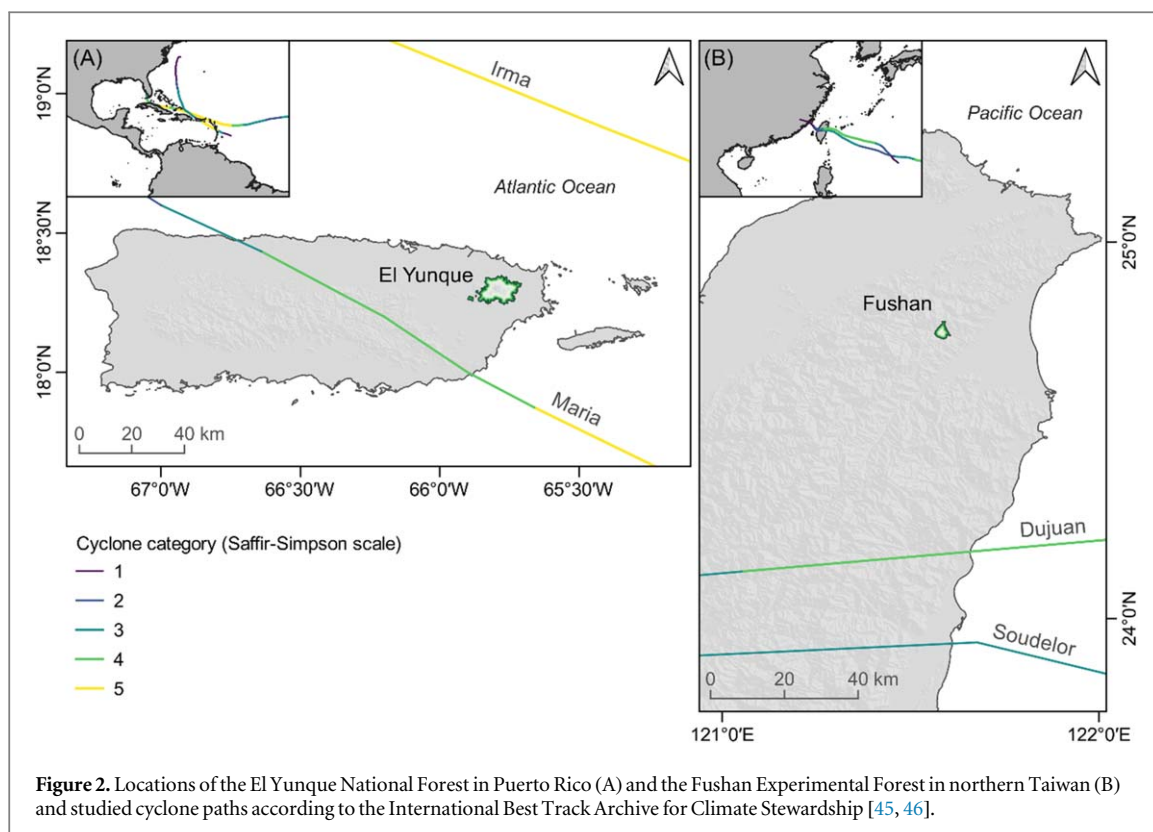 (A)
Irma
19°0'N
Atlantic Ocean
18°30'N
El Yunque
18°0'N
Maria
0 20 40 km
67°0'W 66°30'W 66°0'W 65°30'W
(B)
Pacific Ocean
25°0'N
Fushan
Dujuan
24°0'N
Soudelor
0 20 40 km
121°0'E 122°0'E
Cyclone category (Saffir-Simpson scale)
1
2
3
4
5
Figure 2. Locations of the El Yunque National Forest in Puerto Rico (A) and the Fushan Experimental Forest in northern Taiwan (B)
and studied cyclone paths according to the International Best Track Archive for Climate Stewardship [45, 46].